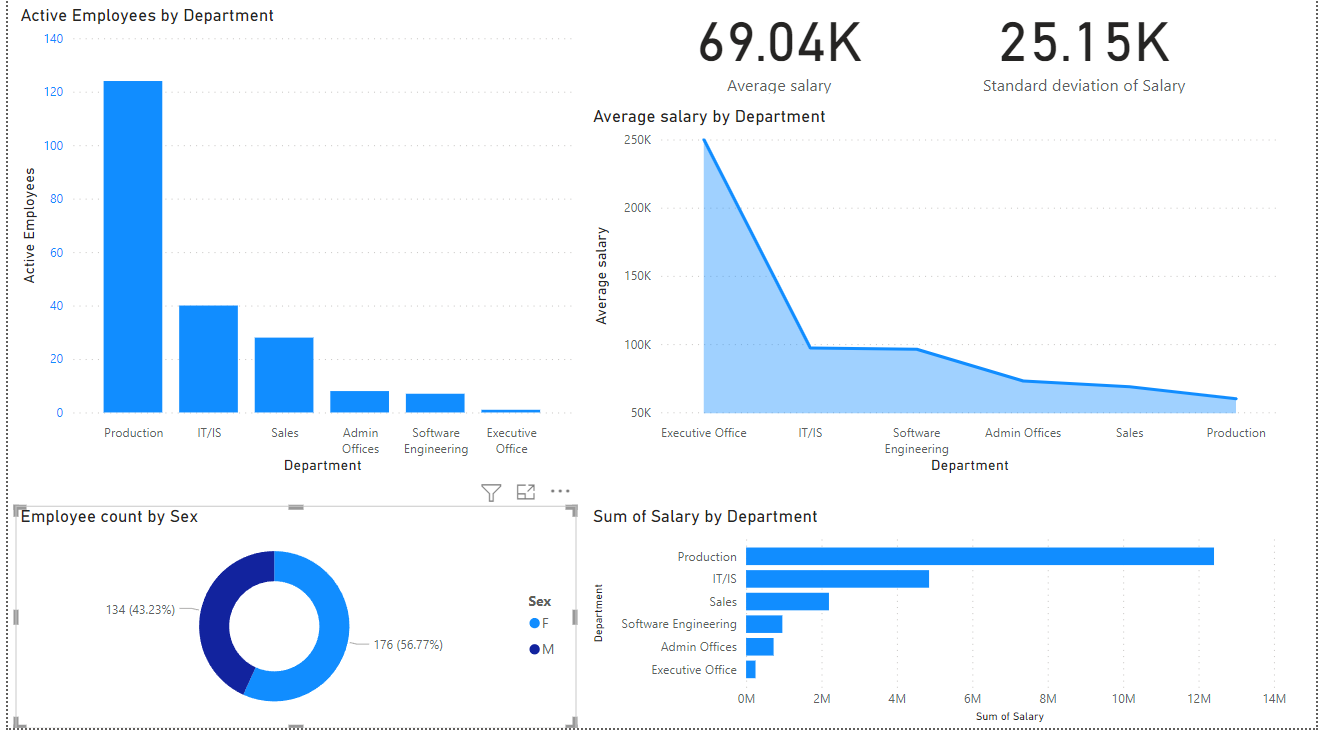 Active Employees by Department
140
120
100
80
60
40
20
0
Active Employees
Production
IT/IS
Sales
Admin
Offices
Software
Engineering
Executive
Office
Department
69.04K
Average salary
25.15K
Standard deviation of Salary
Average salary by Department
250K
200K
150K
100K
50K
Average salary
Executive Office
IT/IS
Software
Engineering
Admin Offices
Sales
Production
Department
Employee count by Sex
134 (43.23%)
176 (56.77%)
Sex
F
M
Sum of Salary by Department
Department
Production
IT/IS
Sales
Software Engineering
Admin Offices
Executive Office
0M
2M
4M
6M
8M
10M
12M
14M
Sum of Salary